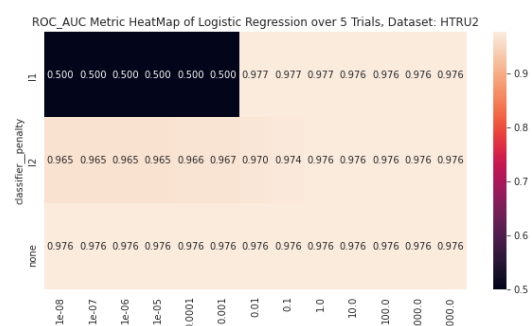 ROC_AUC Metric HeatMap of Logistic Regression over 5 Trials, Dataset: HTRU2
classifier__penalty
l1
0.500 0.500 0.500 0.500 0.500 0.500 0.977 0.977 0.977 0.976 0.976 0.976 0.976
l2
0.965 0.965 0.965 0.965 0.966 0.967 0.970 0.974 0.976 0.976 0.976 0.976 0.976
none
0.976 0.976 0.976 0.976 0.976 0.976 0.976 0.976 0.976 0.976 0.976 0.976 0.976
1e-08 1e-07 1e-06 1e-05 0.0001 0.001 0.01 0.1 1.0 10.0 100.0 000.0 000.0
0.9
0.8
0.7
0.6
0.5